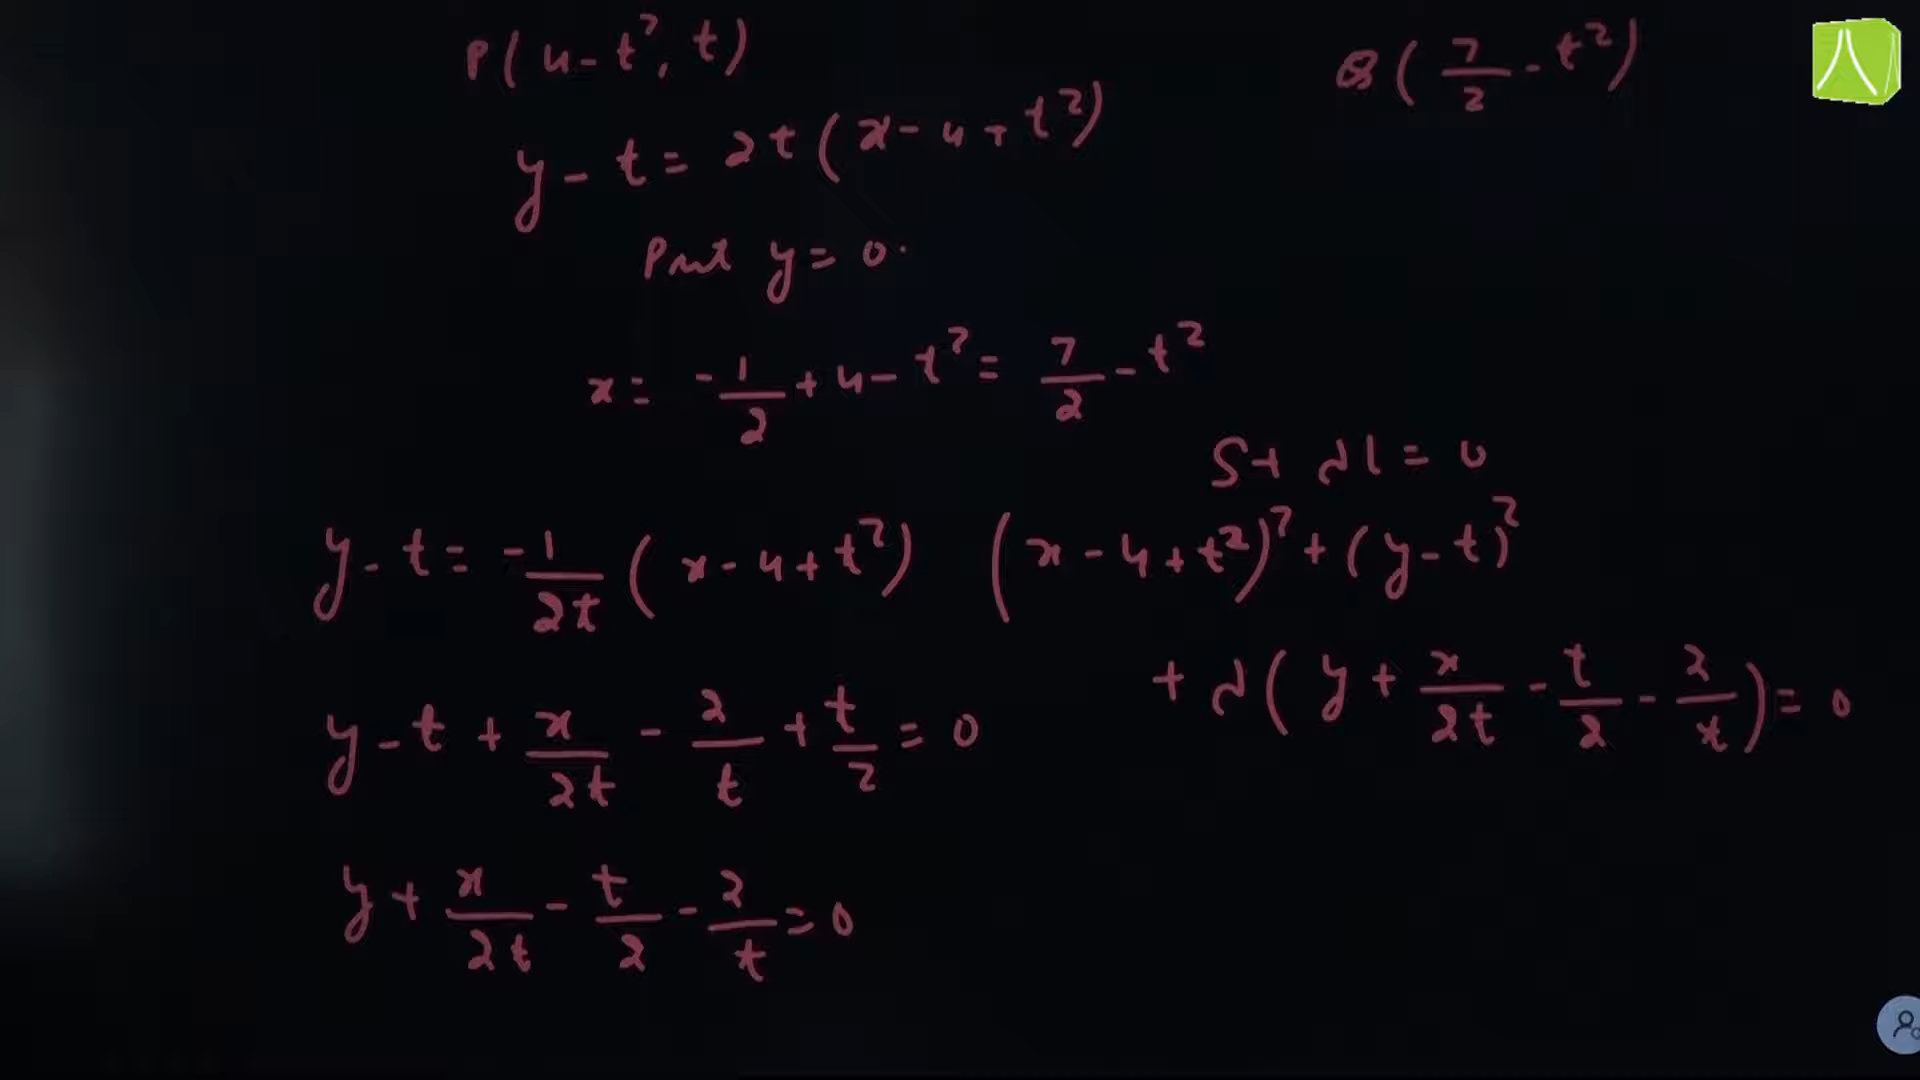 P(4-t², t)
Q(7/2 - t²)
y - t = 2t(x - 4 + t²)
Put y = 0.
x = -1/2 + 4 - t² = 7/2 - t²
S + λl = 0
y - t = -1/2t (x - 4 + t²)
(x - 4 + t²)² + (y - t)²
+ λ(y + x/2t - t/2 - 2/t) = 0
y - t + x/2t - 2/t + t/2 = 0
y + x/2t - t/2 - 2/t = 0